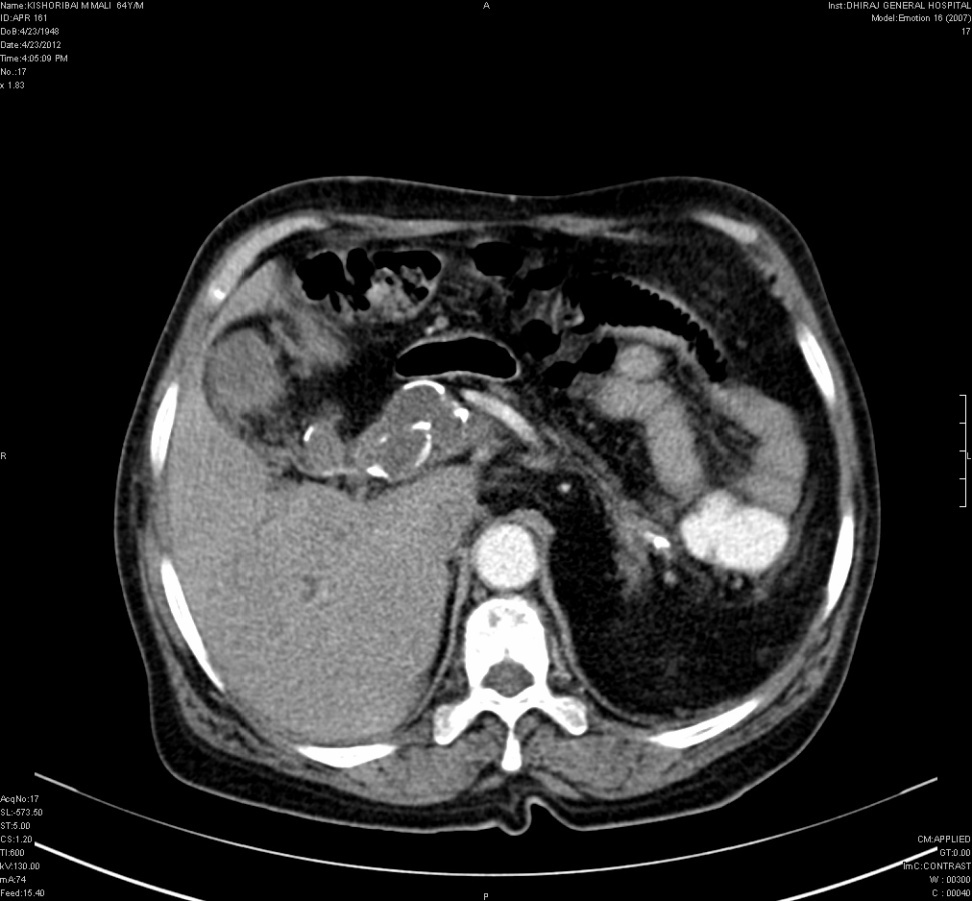 Name:KISHORIBAI M MALI 64Y/M
ID:APR 161
DoB:4/23/1948
Date:4/23/2012
Time:4:05:09 PM
No.:17
x 1.83
A
Inst:DHIRAJ GENERAL HOSPITAL
Model:Emotion 16 (2007)
17
R
L
AcqNo:17
SL:-573.50
ST:5.00
CS:1.20
TI:600
kV:130.00
mA:74
Feed:15.40
P
CM:APPLIED
GT:0.00
ImC:CONTRAST
W : 00300
C : 00040